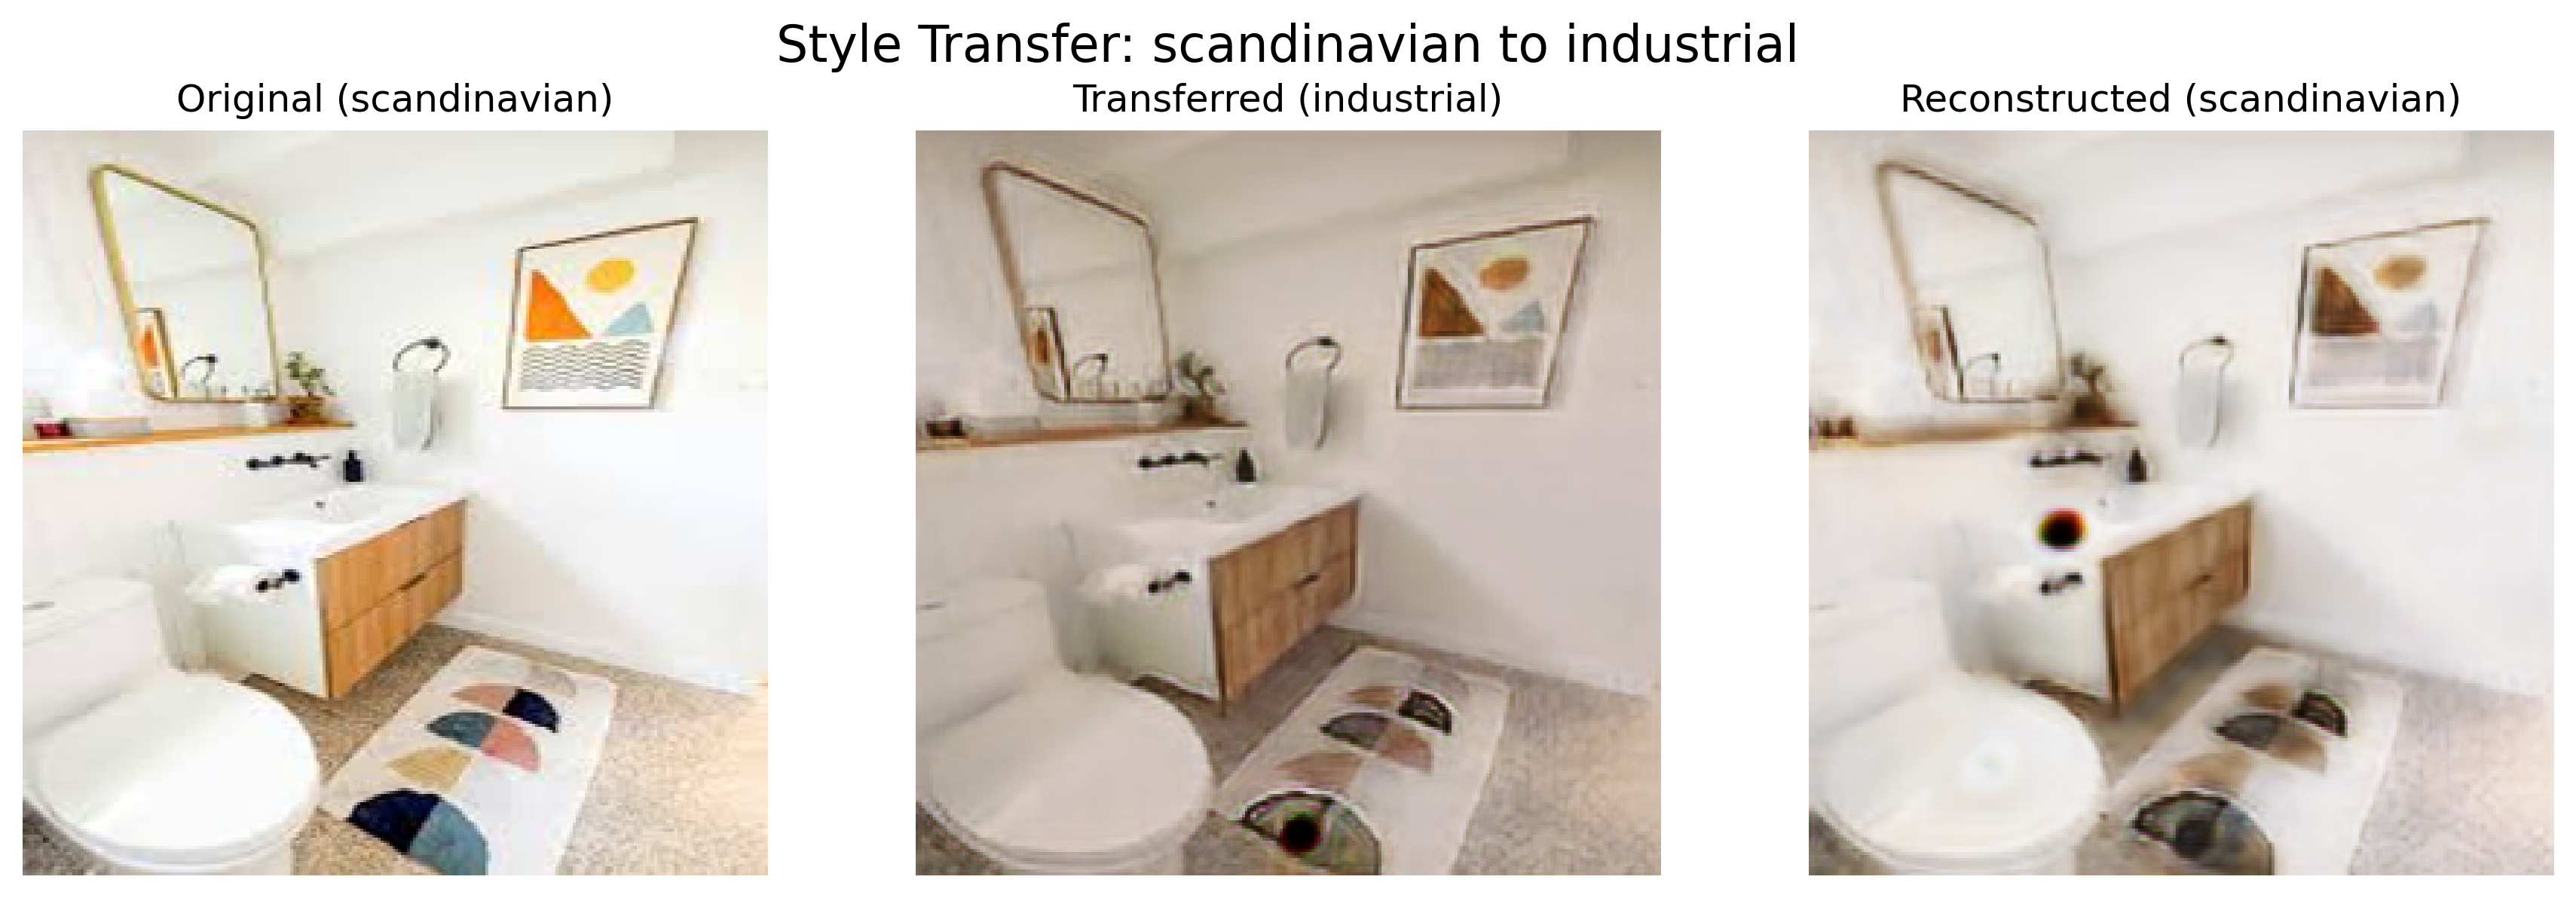 Style Transfer: scandinavian to industrial
Original (scandinavian)
Transferred (industrial)
Reconstructed (scandinavian)